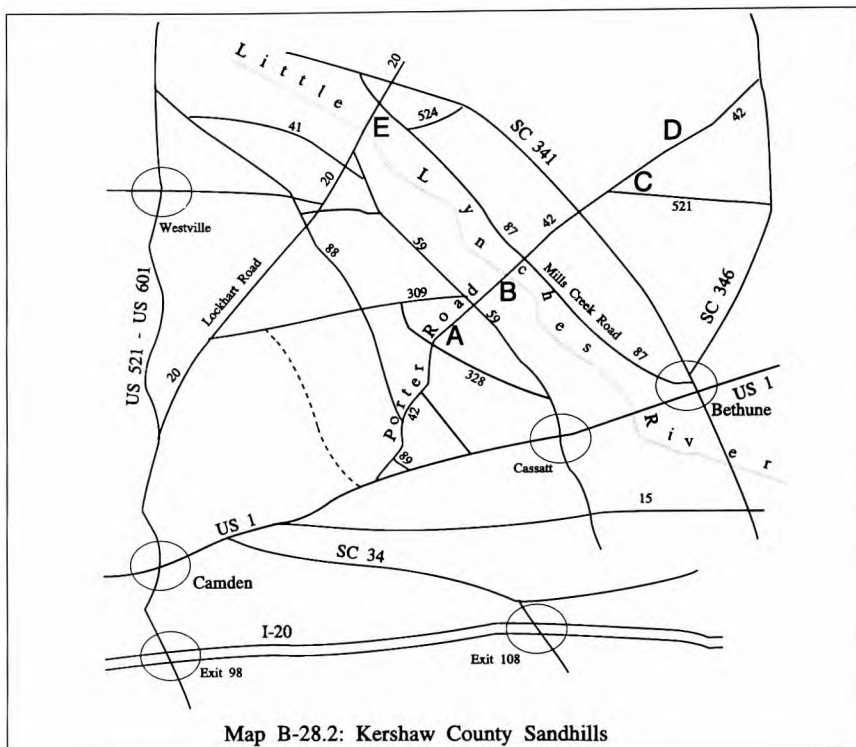 Little
20
E
524
SC 341
D
42
41
20
Westville
C
521
Lynches
87
42
59
88
Lockhart Road
US 521 - US 601
309
B
Mills Creek Road
SC 346
Road
A
59
20
328
87
Porter
42
US 1
Bethune
River
89
Cassatt
15
US 1
SC 34
Camden
I-20
Exit 98
Exit 108
Map B-28.2: Kershaw County Sandhills